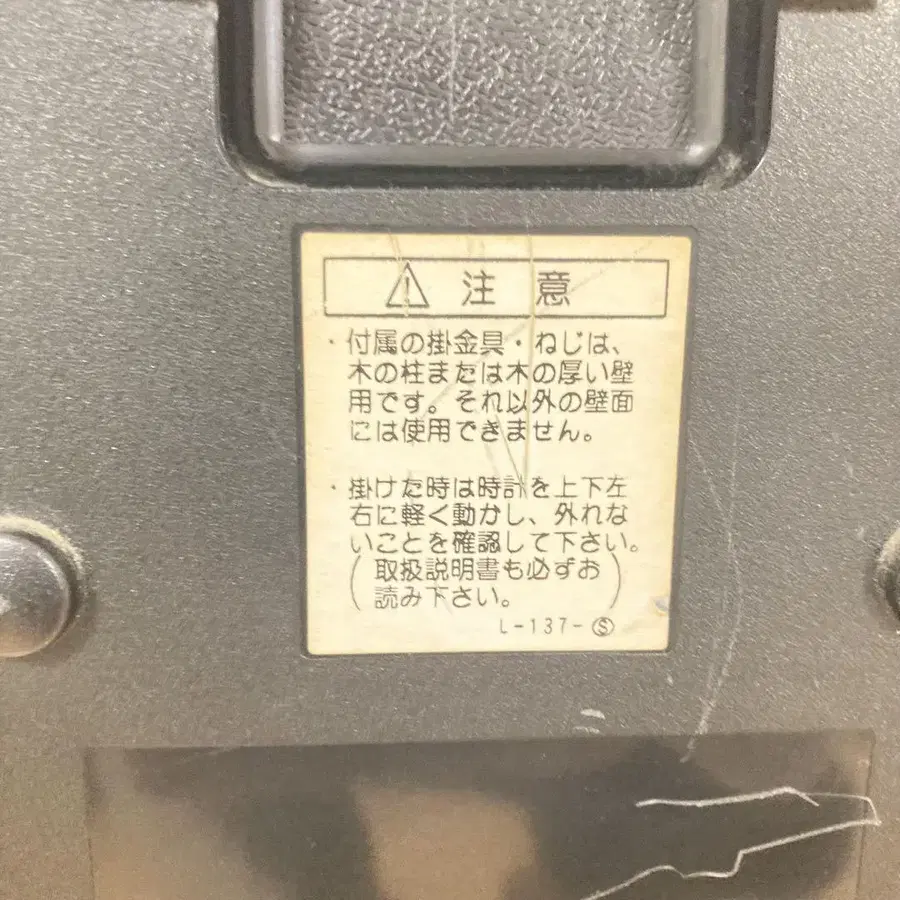 ⚠ 注意
・付属の掛金具・ねじは、
木の柱または木の厚い壁
用です。それ以外の壁面
には使用できません。
・掛けた時は時計を上下左
右に軽く動かし、外れな
いことを確認して下さい。
(取扱説明書も必ずお
読み下さい。)
L-137-Ⓢ